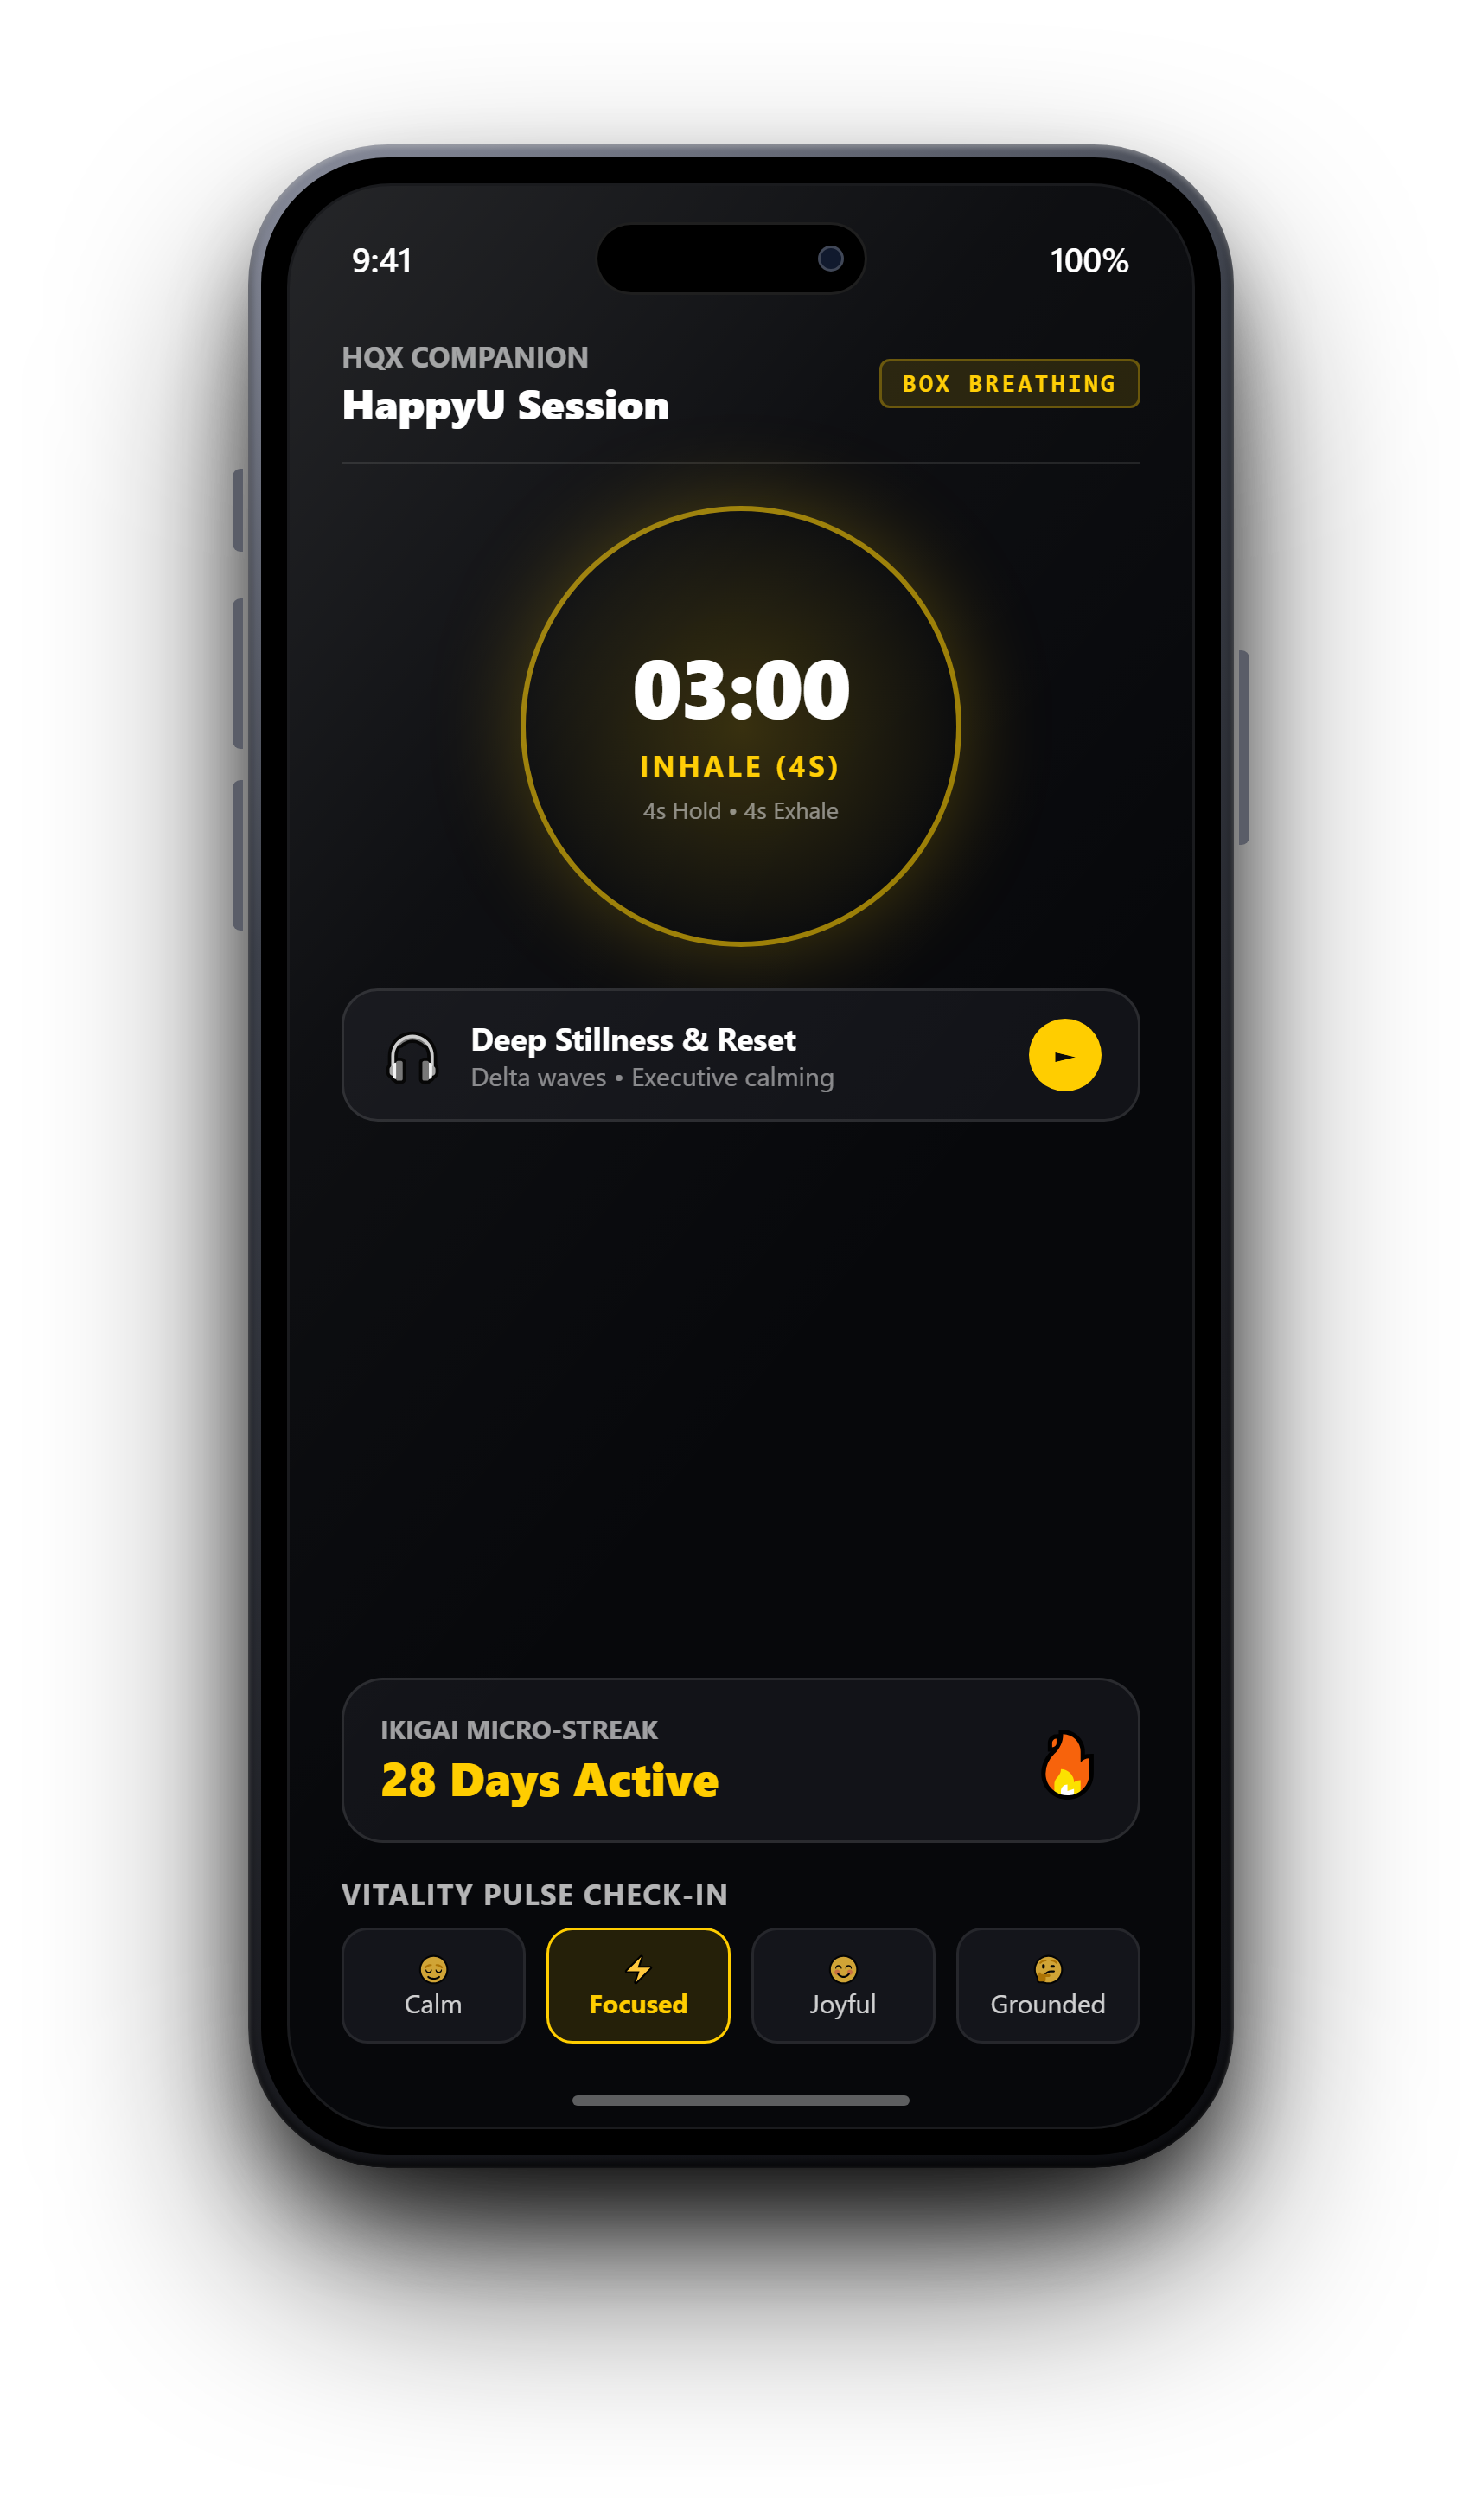 9:41
100%
HQX COMPANION
HappyU Session
BOX BREATHING
03:00
INHALE (4S)
4s Hold • 4s Exhale
Deep Stillness & Reset
Delta waves • Executive calming
IKIGAI MICRO-STREAK
28 Days Active
VITALITY PULSE CHECK-IN
Calm
Focused
Joyful
Grounded